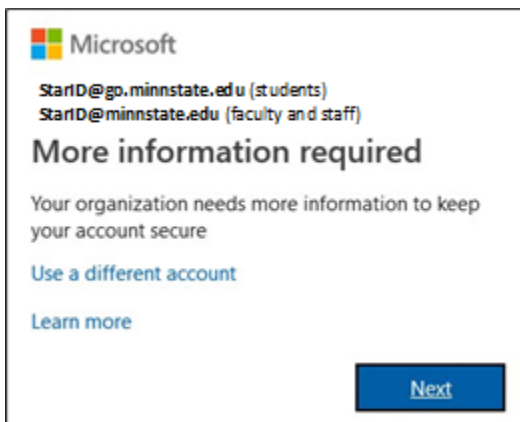 Microsoft
StarID@go.minnstate.edu (students)
StarID@minnstate.edu (faculty and staff)
More information required
Your organization needs more information to keep
your account secure
Use a different account
Learn more
Next